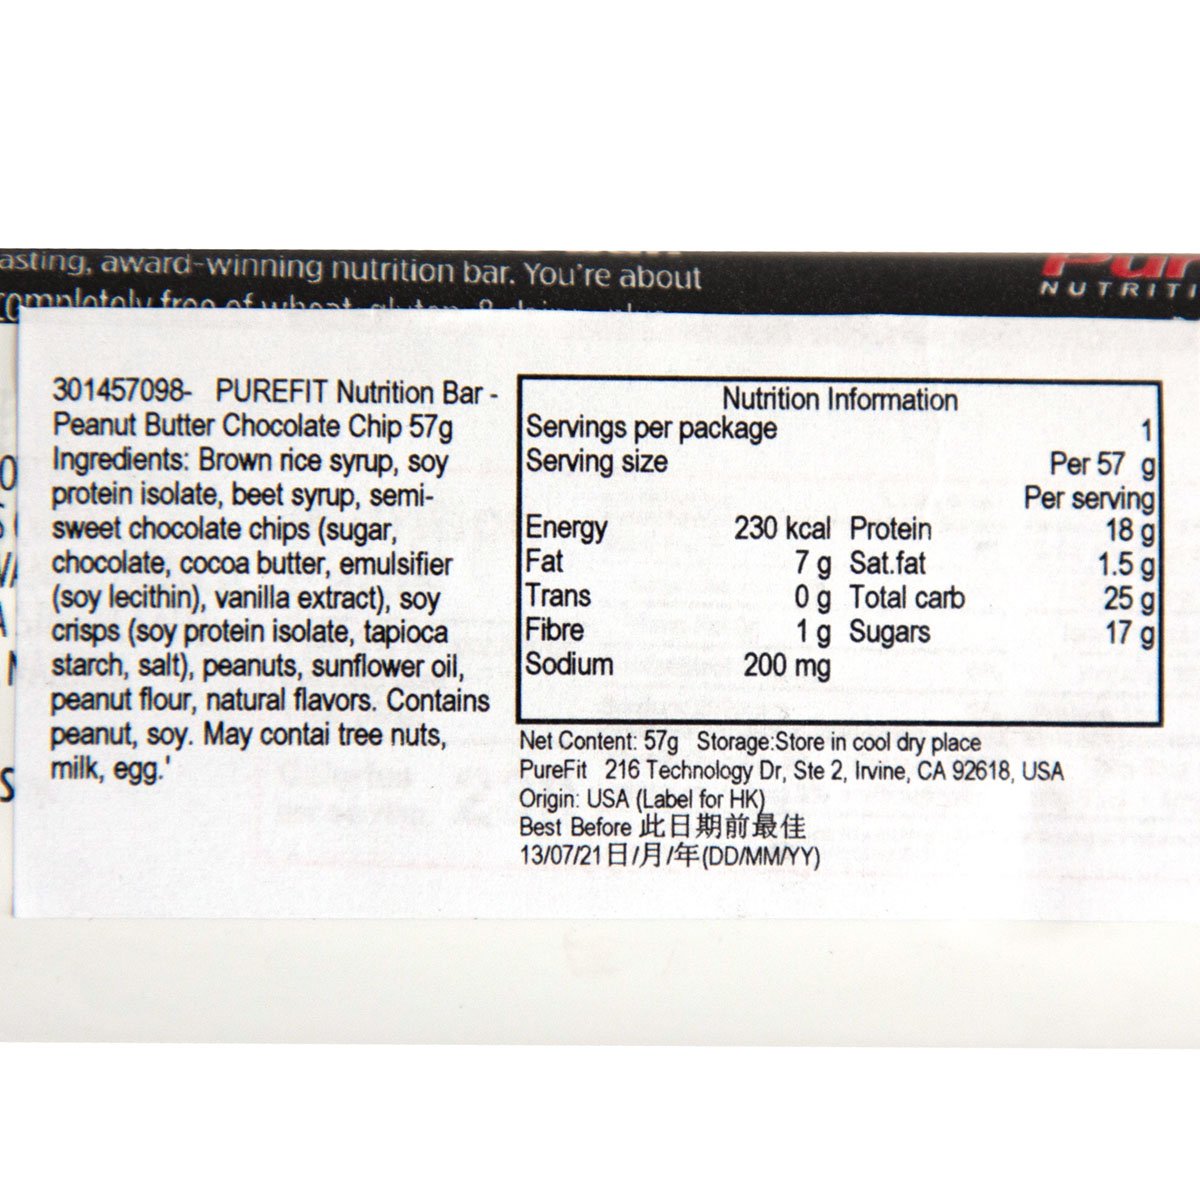 asting, award-winning nutrition bar. You're about
NUTRITI
301457098- PUREFIT Nutrition Bar -
Peanut Butter Chocolate Chip 57g
Ingredients: Brown rice syrup, soy
protein isolate, beet syrup, semi-
sweet chocolate chips (sugar,
chocolate, cocoa butter, emulsifier
(soy lecithin), vanilla extract), soy
crisps (soy protein isolate, tapioca
starch, salt), peanuts, sunflower oil,
peanut flour, natural flavors. Contains
peanut, soy. May contai tree nuts,
milk, egg.'
Nutrition Information
Servings per package 1
Serving size Per 57 g
Per serving
Energy 230 kcal Protein 18 g
Fat 7 g Sat.fat 1.5 g
Trans 0 g Total carb 25 g
Fibre 1 g Sugars 17 g
Sodium 200 mg
Net Content: 57g Storage:Store in cool dry place
PureFit 216 Technology Dr, Ste 2, Irvine, CA 92618, USA
Origin: USA (Label for HK)
Best Before 此日期前最佳
13/07/21日/月/年(DD/MM/YY)